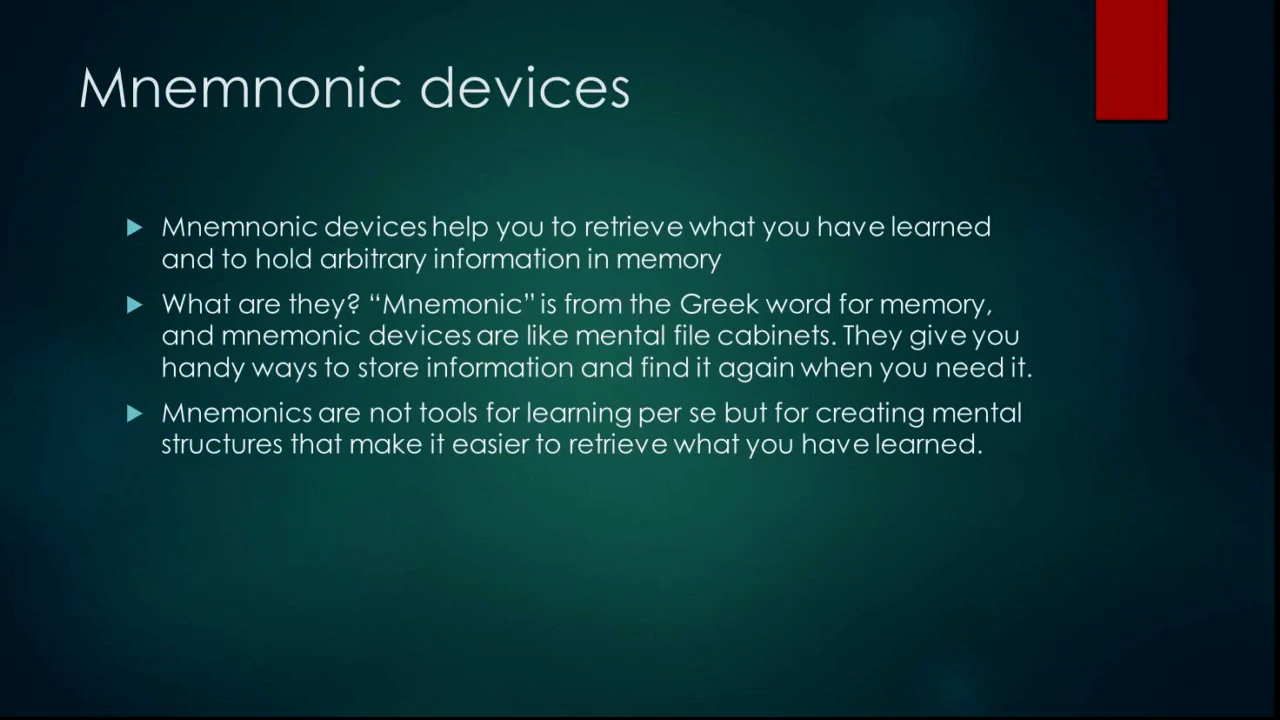 Mnemnonic devices
Mnemnonic devices help you to retrieve what you have learned
and to hold arbitrary information in memory
What are they? “Mnemonic” is from the Greek word for memory,
and mnemonic devices are like mental file cabinets. They give you
handy ways to store information and find it again when you need it.
Mnemonics are not tools for learning per se but for creating mental
structures that make it easier to retrieve what you have learned.